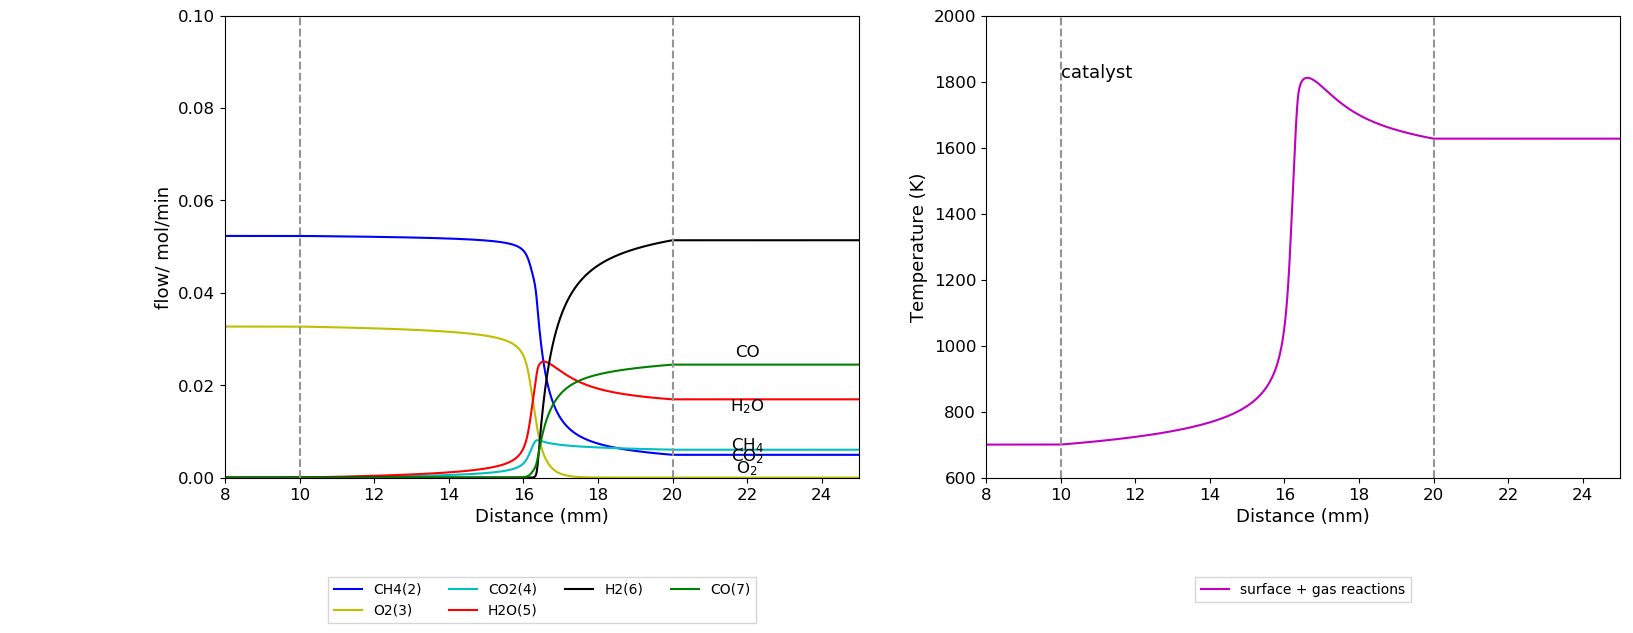 0.10
0.08
0.06
0.04
0.02
0.00
flow/ mol/min
8 10 12 14 16 18 20 22 24
Distance (mm)
CO
H₂O
CH₄
CO₂
O₂
CH4(2) CO2(4) H2(6) CO(7)
O2(3) H2O(5)
2000
1800
1600
1400
1200
1000
800
600
Temperature (K)
catalyst
8 10 12 14 16 18 20 22 24
Distance (mm)
surface + gas reactions